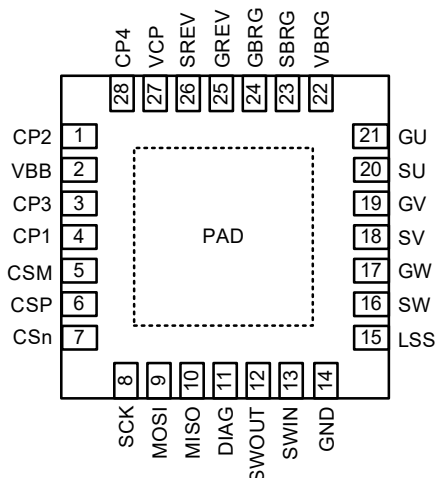 CP4 VCP SREV GREV GBRG SBRG VBRG
28 27 26 25 24 23 22
CP2 1 21 GU
VBB 2 20 SU
CP3 3 19 GV
CP1 4 PAD 18 SV
CSM 5 17 GW
CSP 6 16 SW
CSn 7 15 LSS
8 9 10 11 12 13 14
SCK MOSI MISO DIAG SWOUT SWIN GND